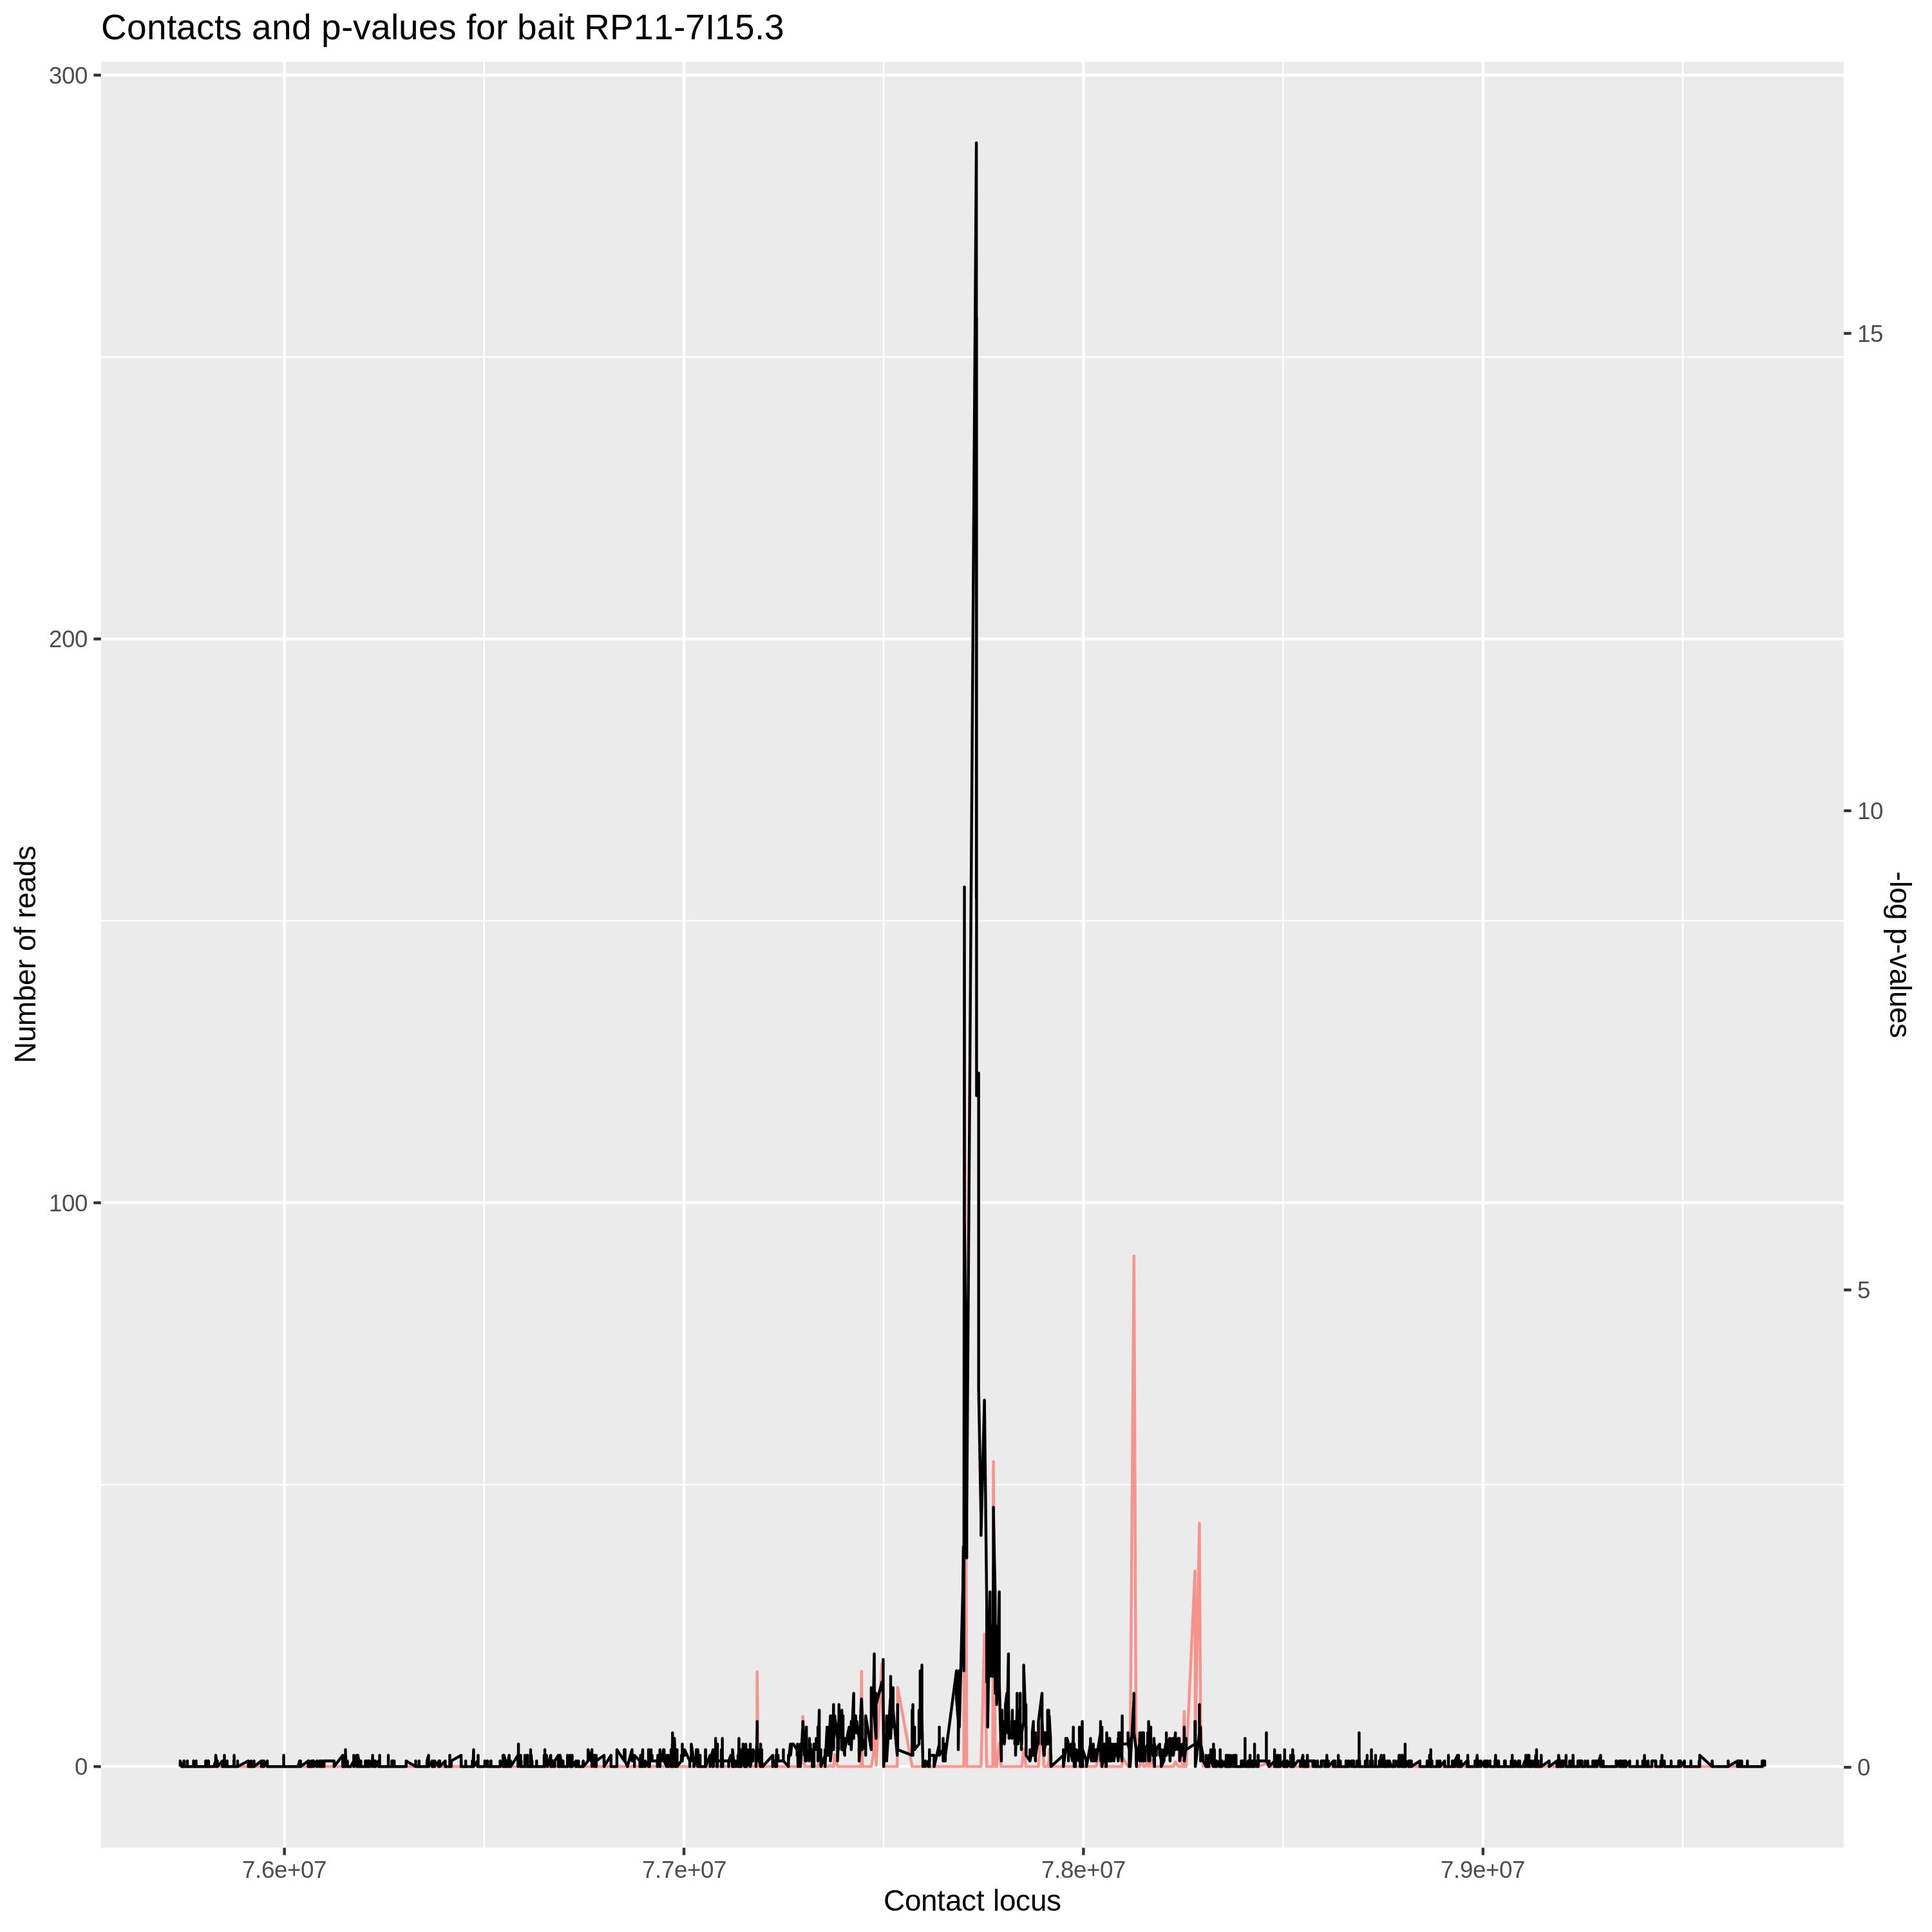 Contacts and p-values for bait RP11-7I15.3
300
200
100
0
Number of reads
15
10
5
0
-log p-values
7.6e+07
7.7e+07
7.8e+07
7.9e+07
Contact locus